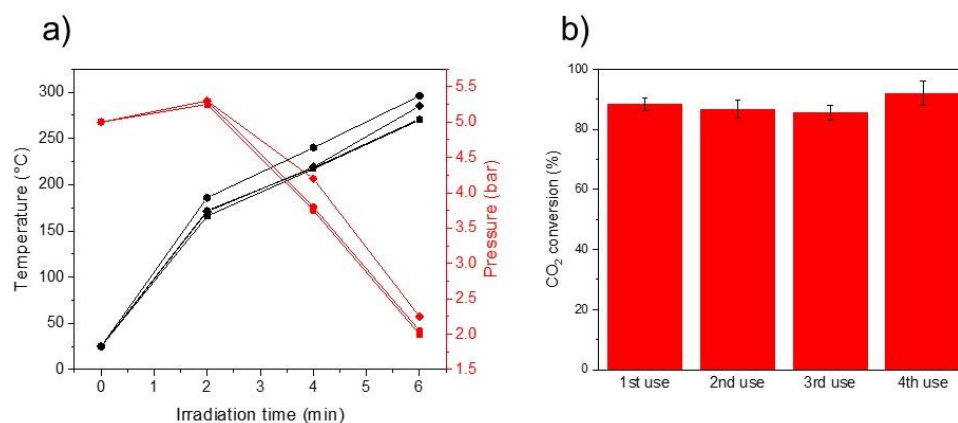 a)
Temperature (°C)
300
250
200
150
100
50
0
0 1 2 3 4 5 6
Irradiation time (min)
5.5
5.0
4.5
4.0
3.5
3.0
2.5
2.0
1.5
Pressure (bar)
b)
CO₂ conversion (%)
100
80
60
40
20
0
1st use 2nd use 3rd use 4th use